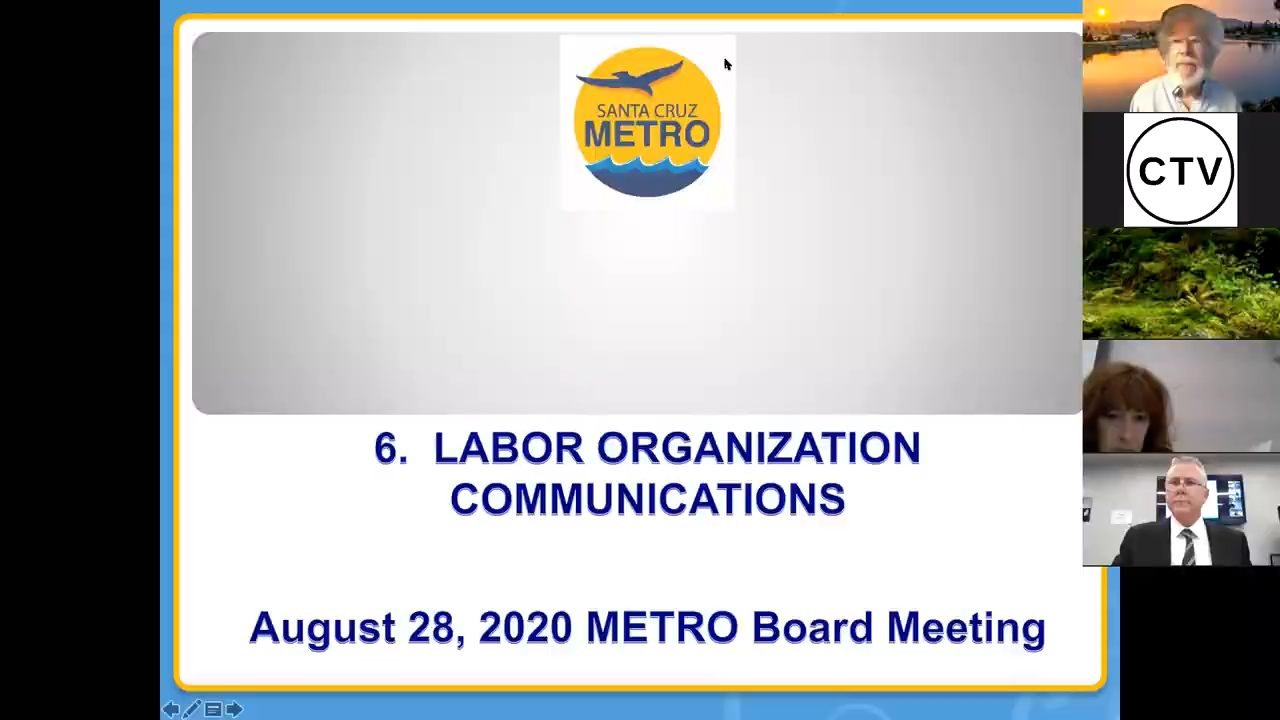 SANTA CRUZ
METRO
CTV
6. LABOR ORGANIZATION
COMMUNICATIONS
August 28, 2020 METRO Board Meeting